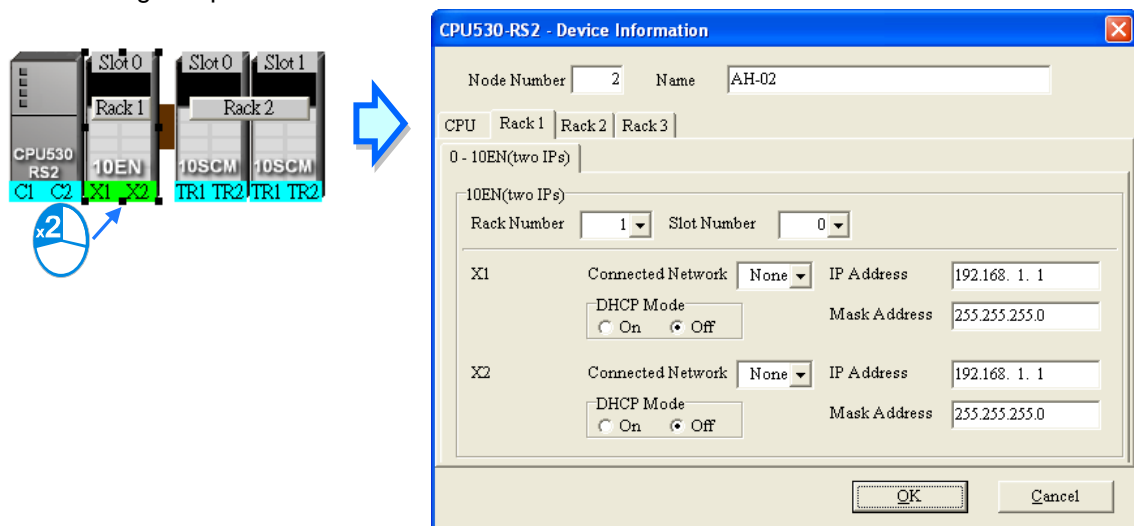 CPU530-RS2 - Device Information
Node Number 2 Name AH-02
CPU Rack 1 Rack 2 Rack 3
0 - 10EN(two IPs)
10EN(two IPs)
Rack Number 1 Slot Number 0
X1 Connected Network None IP Address 192.168. 1. 1
DHCP Mode
On Off Mask Address 255.255.255.0
X2 Connected Network None IP Address 192.168. 1. 1
DHCP Mode
On Off Mask Address 255.255.255.0
OK Cancel
Slot 0 Slot 0 Slot 1
Rack 1 Rack 2
CPU530
RS2 10EN 10SCM 10SCM
C1 C2 X1 X2 TR1 TR2 TR1 TR2
x2